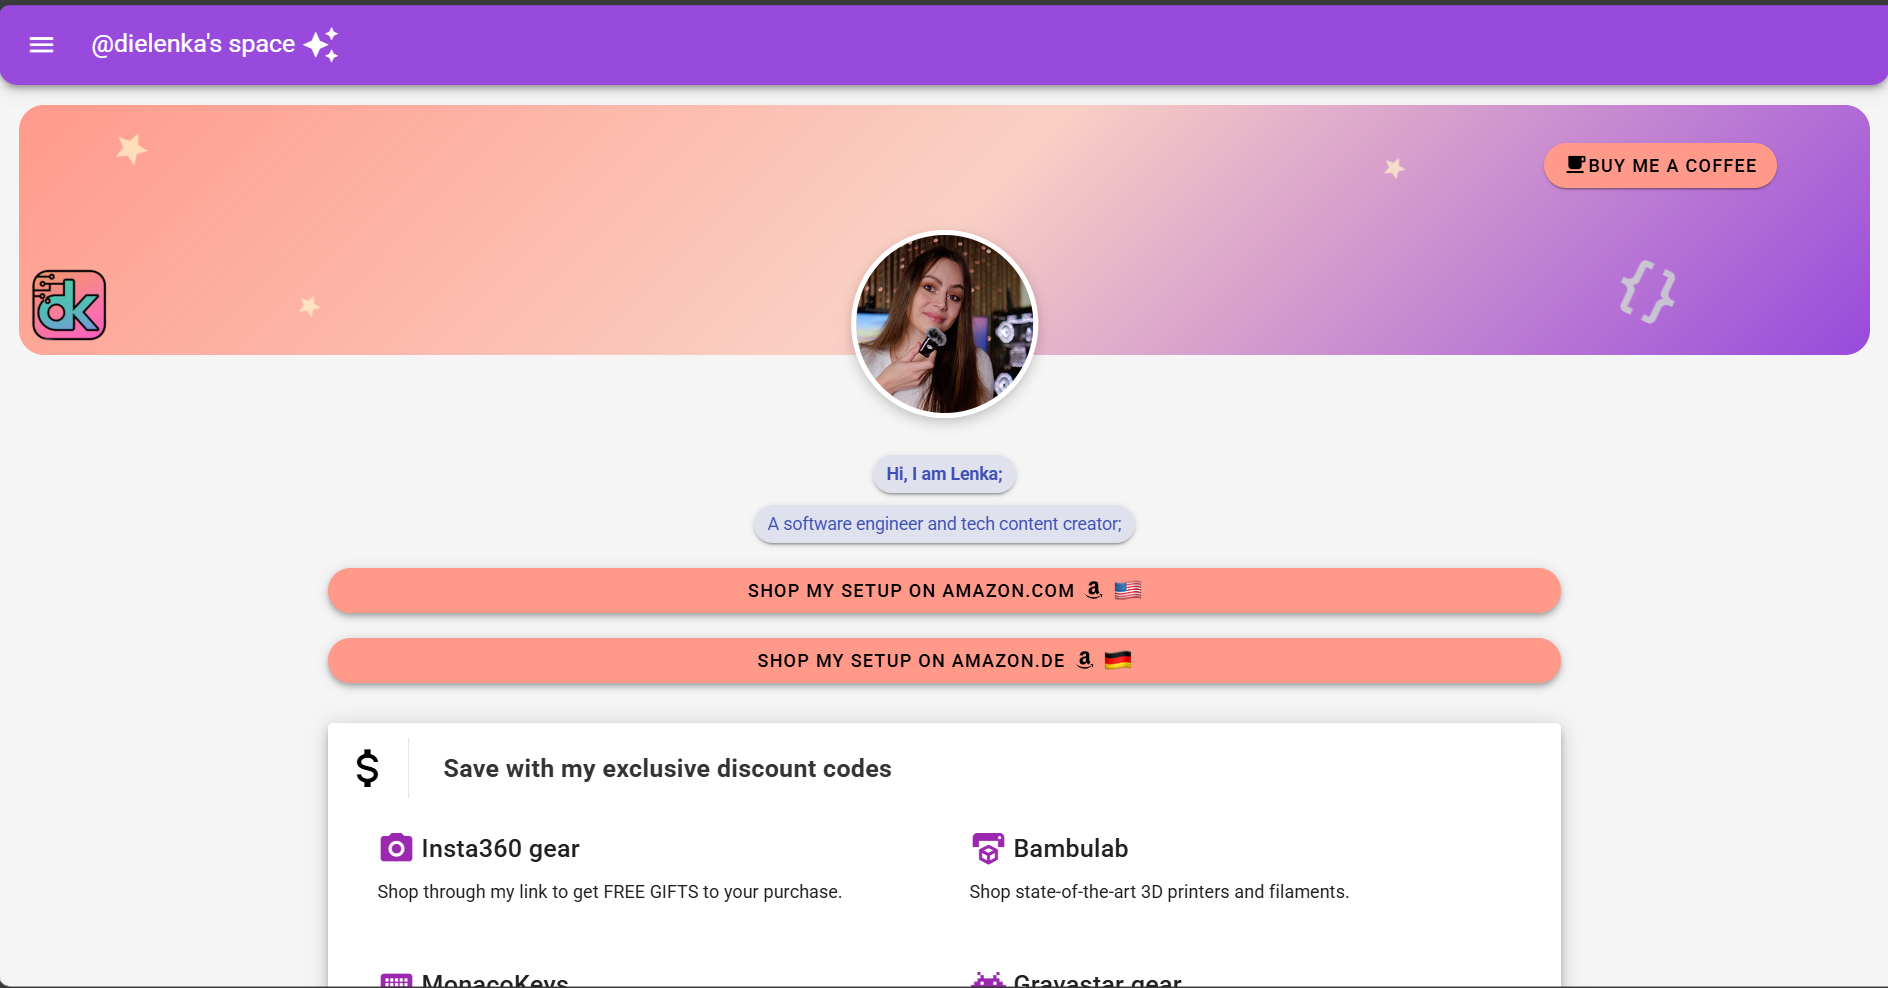 @dielenka's space
BUY ME A COFFEE
{}
dk
Hi, I am Lenka;
A software engineer and tech content creator;
SHOP MY SETUP ON AMAZON.COM
SHOP MY SETUP ON AMAZON.DE
$
Save with my exclusive discount codes
Insta360 gear
Bambulab
Shop through my link to get FREE GIFTS to your purchase.
Shop state-of-the-art 3D printers and filaments.
MonacoKeys
Gravastar gear